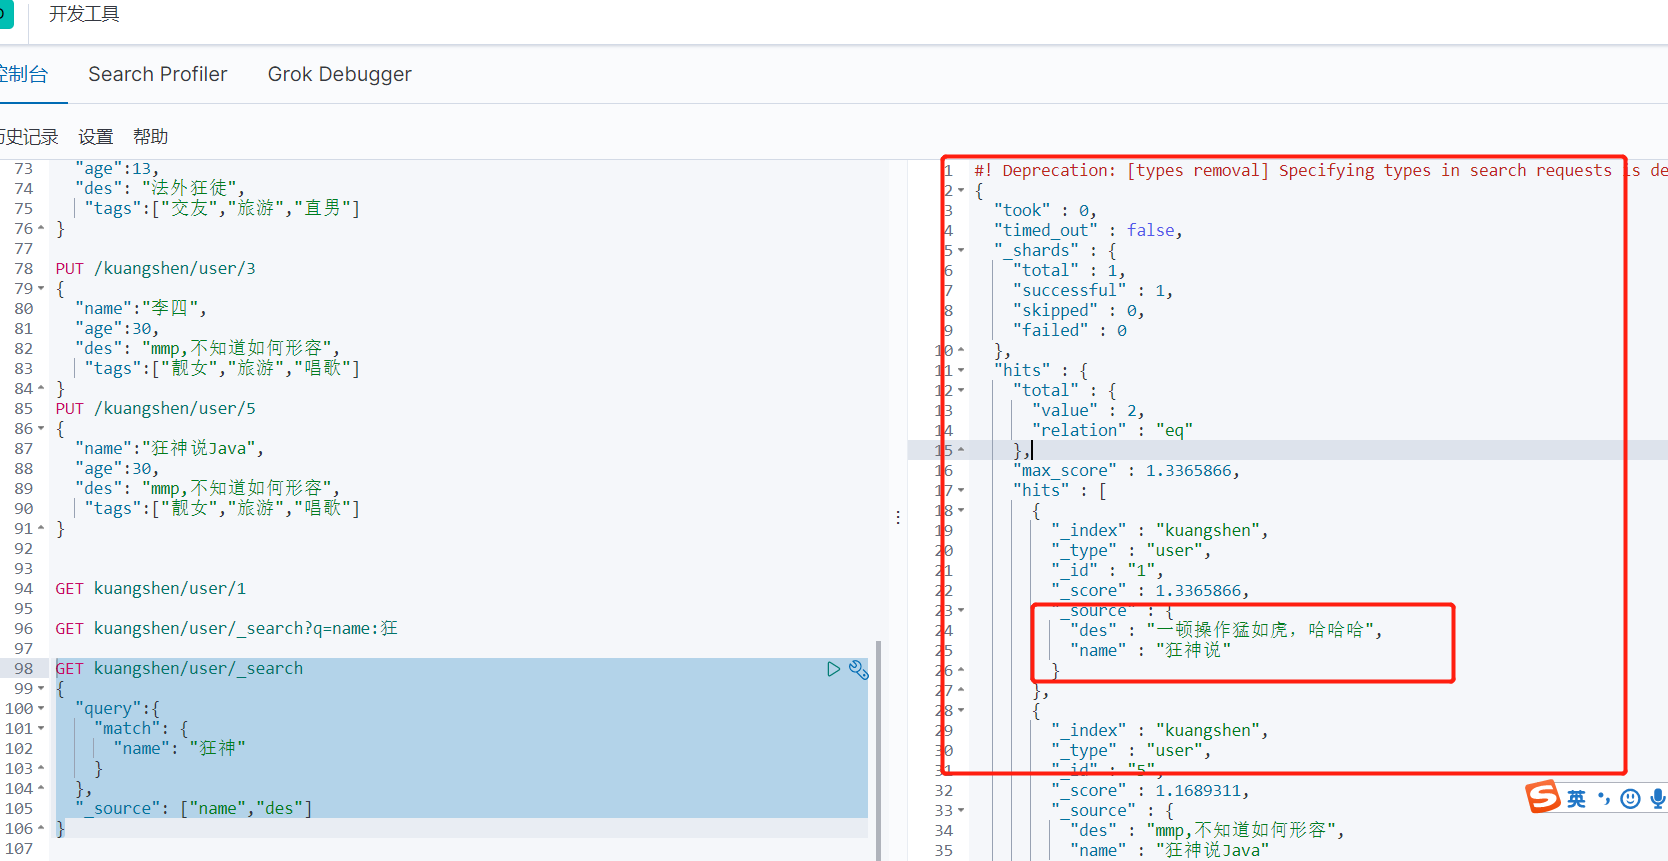 开发工具
控制台 Search Profiler Grok Debugger
历史记录 设置 帮助
73 "age":13,
74 "des": "法外狂徒",
75 "tags":["交友","旅游","直男"]
76 }
77
78 PUT /kuangshen/user/3
79 {
80 "name":"李四",
81 "age":30,
82 "des": "mmp,不知道如何形容",
83 "tags":["靓女","旅游","唱歌"]
84 }
85 PUT /kuangshen/user/5
86 {
87 "name":"狂神说Java",
88 "age":30,
89 "des": "mmp,不知道如何形容",
90 "tags":["靓女","旅游","唱歌"]
91 }
92
93
94 GET kuangshen/user/1
95
96 GET kuangshen/user/_search?q=name:狂
97
98 GET kuangshen/user/_search
99 {
100 "query":{
101 "match": {
102 "name": "狂神"
103 }
104 },
105 "_source": ["name","des"]
106 }
107
1 #! Deprecation: [types removal] Specifying types in search requests is de
2 {
3 "took" : 0,
4 "timed_out" : false,
5 "_shards" : {
6 "total" : 1,
7 "successful" : 1,
8 "skipped" : 0,
9 "failed" : 0
10 },
11 "hits" : {
12 "total" : {
13 "value" : 2,
14 "relation" : "eq"
15 },
16 "max_score" : 1.3365866,
17 "hits" : [
18 {
19 "_index" : "kuangshen",
20 "_type" : "user",
21 "_id" : "1",
22 "_score" : 1.3365866,
23 "_source" : {
24 "des" : "一顿操作猛如虎，哈哈哈",
25 "name" : "狂神说"
26 }
27 },
28 {
29 "_index" : "kuangshen",
30 "_type" : "user",
31 "_id" : "5",
32 "_score" : 1.1689311,
33 "_source" : {
34 "des" : "mmp,不知道如何形容",
35 "name" : "狂神说Java"
英